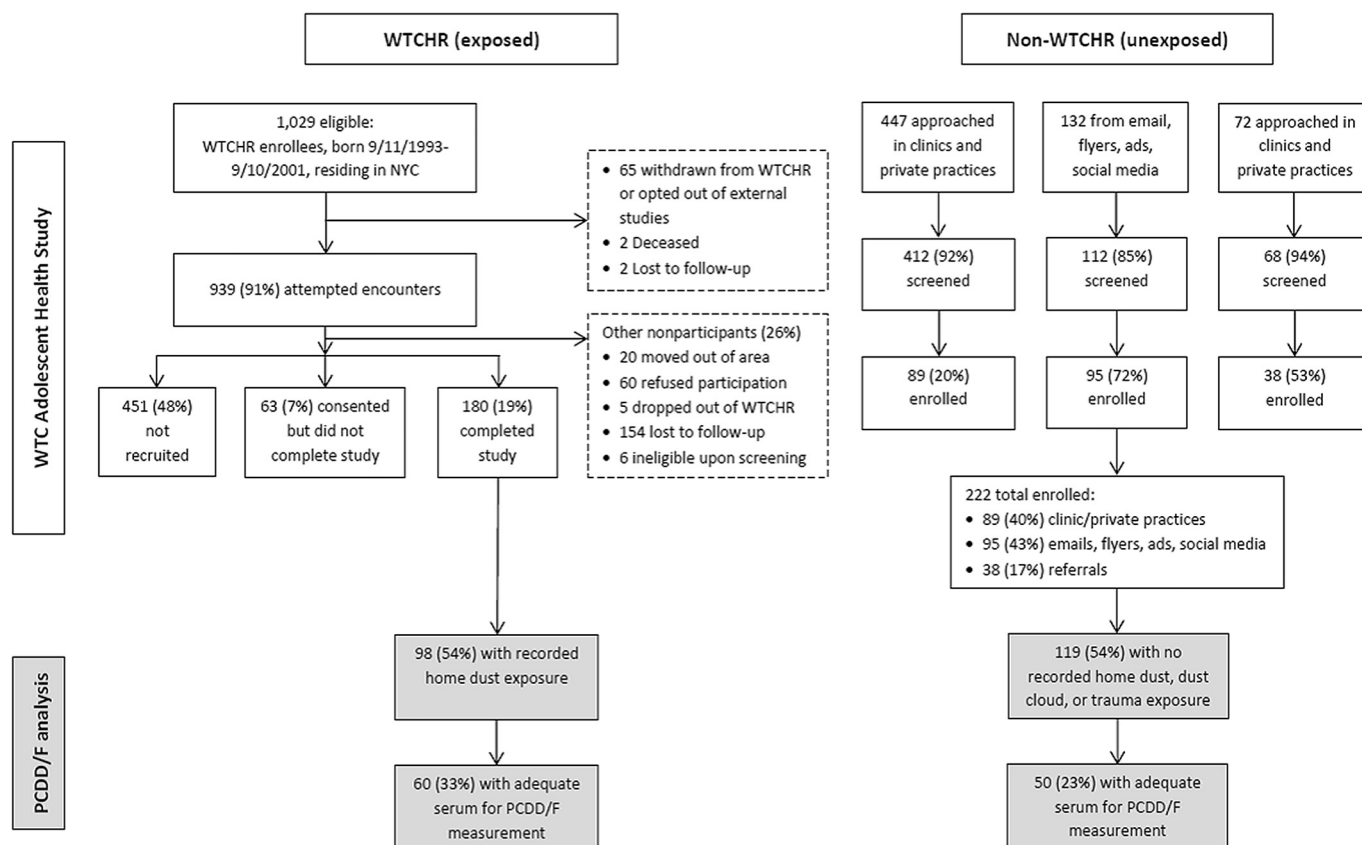 WTCHR (exposed)
Non-WTCHR (unexposed)
WTC Adolescent Health Study
1,029 eligible:
WTCHR enrollees, born 9/11/1993-
9/10/2001, residing in NYC
• 65 withdrawn from WTCHR
or opted out of external
studies
• 2 Deceased
• 2 Lost to follow-up
939 (91%) attempted encounters
Other nonparticipants (26%)
• 20 moved out of area
• 60 refused participation
• 5 dropped out of WTCHR
• 154 lost to follow-up
• 6 ineligible upon screening
451 (48%)
not
recruited
63 (7%) consented
but did not
complete study
180 (19%)
completed
study
447 approached
in clinics and
private practices
132 from email,
flyers, ads,
social media
72 approached in
clinics and
private practices
412 (92%)
screened
112 (85%)
screened
68 (94%)
screened
89 (20%)
enrolled
95 (72%)
enrolled
38 (53%)
enrolled
222 total enrolled:
• 89 (40%) clinic/private practices
• 95 (43%) emails, flyers, ads, social media
• 38 (17%) referrals
PCDD/F analysis
98 (54%) with recorded
home dust exposure
119 (54%) with no
recorded home dust, dust
cloud, or trauma exposure
60 (33%) with adequate
serum for PCDD/F
measurement
50 (23%) with adequate
serum for PCDD/F
measurement